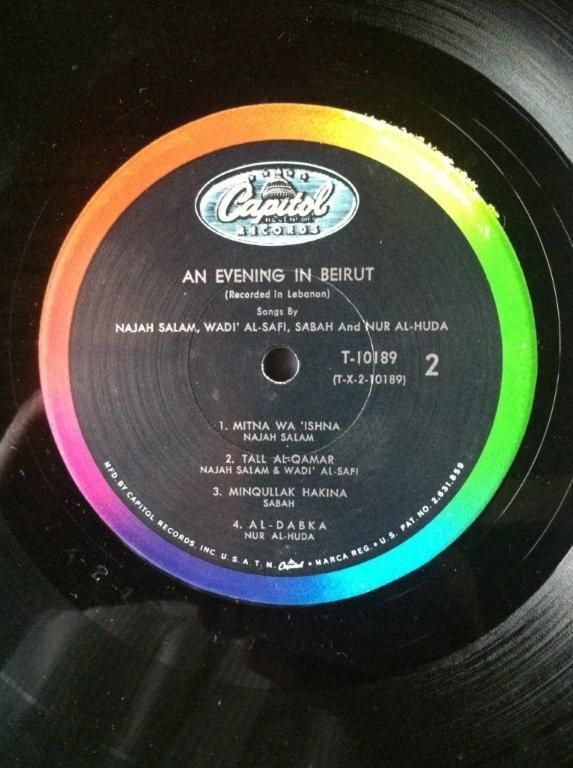 Capitol
RECORDS
AN EVENING IN BEIRUT
(Recorded in Lebanon)
Songs By
NAJAH SALAM, WADI' AL-SAFI, SABAH And NUR AL-HUDA
T-10189
(T-X-2-10189)
2
1. MITNA WA 'ISHNA
NAJAH SALAM
2. TALL AL-QAMAR
NAJAH SALAM & WADI' AL-SAFI
3. MINQULLAK HAKINA
SABAH
4. AL-DABKA
NUR AL-HUDA
MFD. BY CAPITOL RECORDS, INC. U. S. A. T. M. Capitol • MARCA REG. • U. S. PAT. NO. 2,631,859